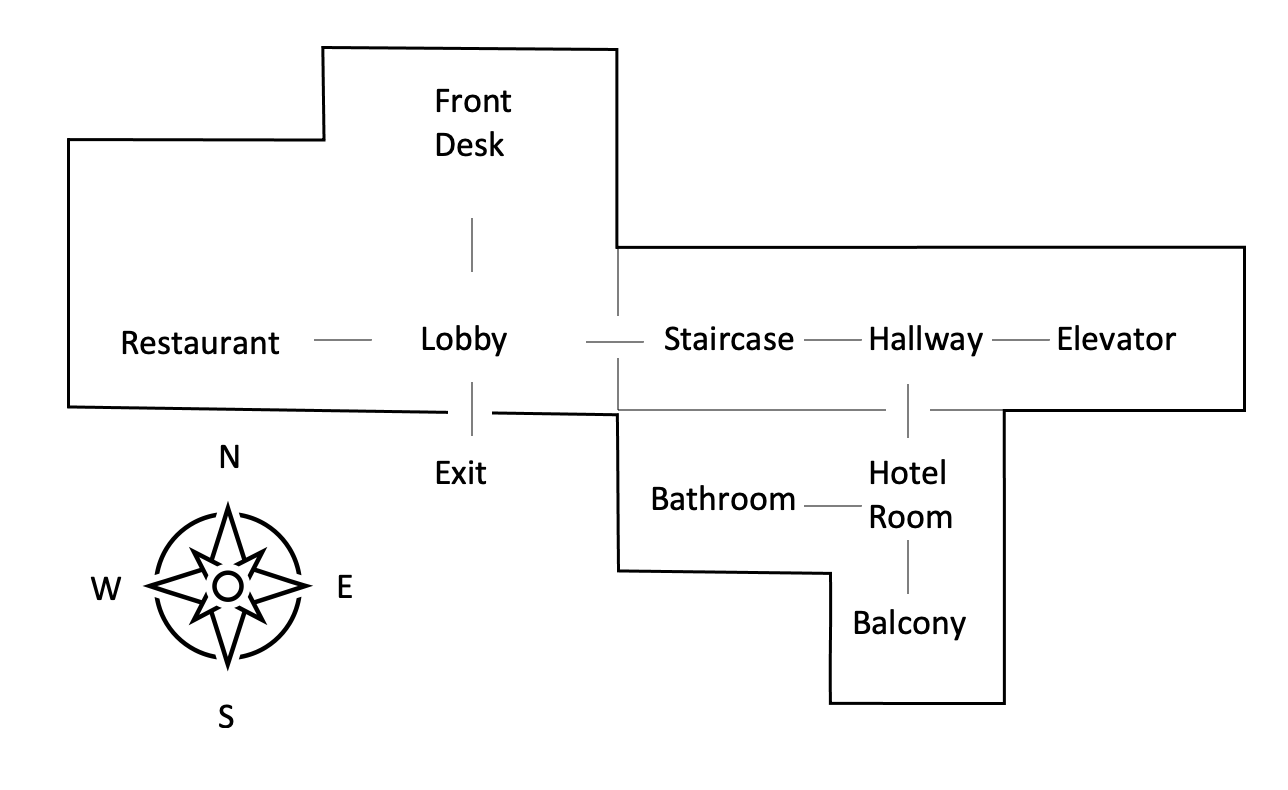 Front
Desk
Restaurant
Lobby
Staircase
Hallway
Elevator
Exit
Hotel
Room
Bathroom
Balcony
N
W
E
S